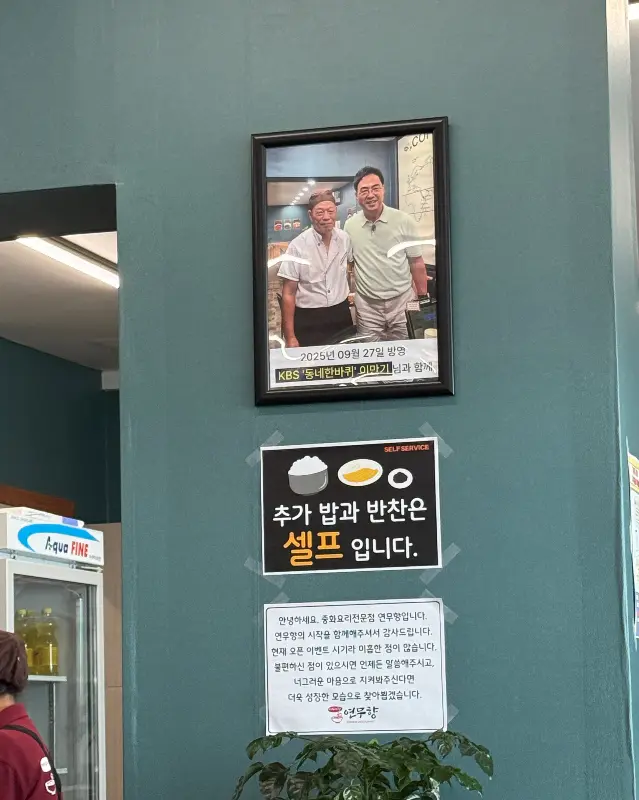 2025년 09월 27일 방영
KBS '동네한바퀴' 이만기 님과 함께
SELF SERVICE
추가 밥과 반찬은
셀프 입니다.
안녕하세요. 중화요리전문점 연무향입니다.
연무향의 시작을 함께해주셔서 감사드립니다.
현재 오픈 이벤트 시기라 미흡한 점이 많습니다.
불편하신 점이 있으시면 언제든 말씀해주시고,
너그러운 마음으로 지켜봐주신다면
더욱 성장한 모습으로 찾아뵙겠습니다.
연무향
Aqua FINE